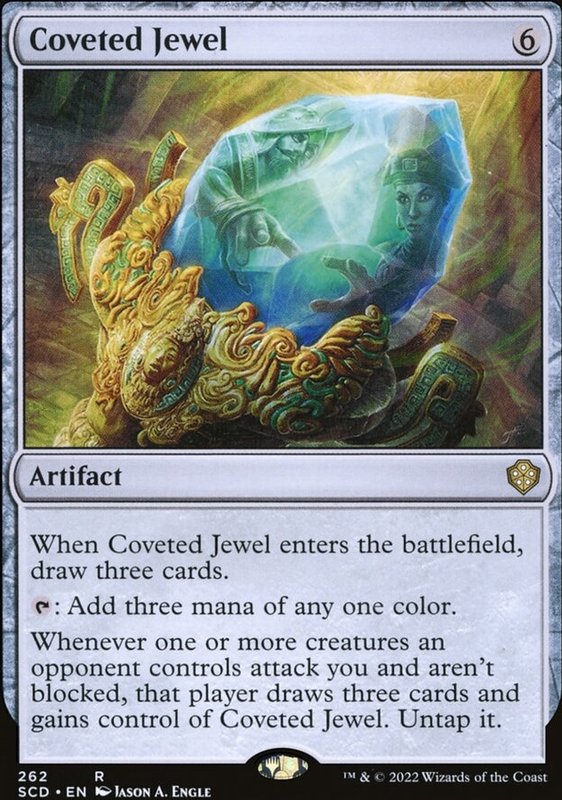 Coveted Jewel 6
Artifact
When Coveted Jewel enters the battlefield,
draw three cards.
: Add three mana of any one color.
Whenever one or more creatures an
opponent controls attack you and aren't
blocked, that player draws three cards and
gains control of Coveted Jewel. Untap it.
262 R
SCD • EN Jason A. Engle
™ & © 2022 Wizards of the Coast